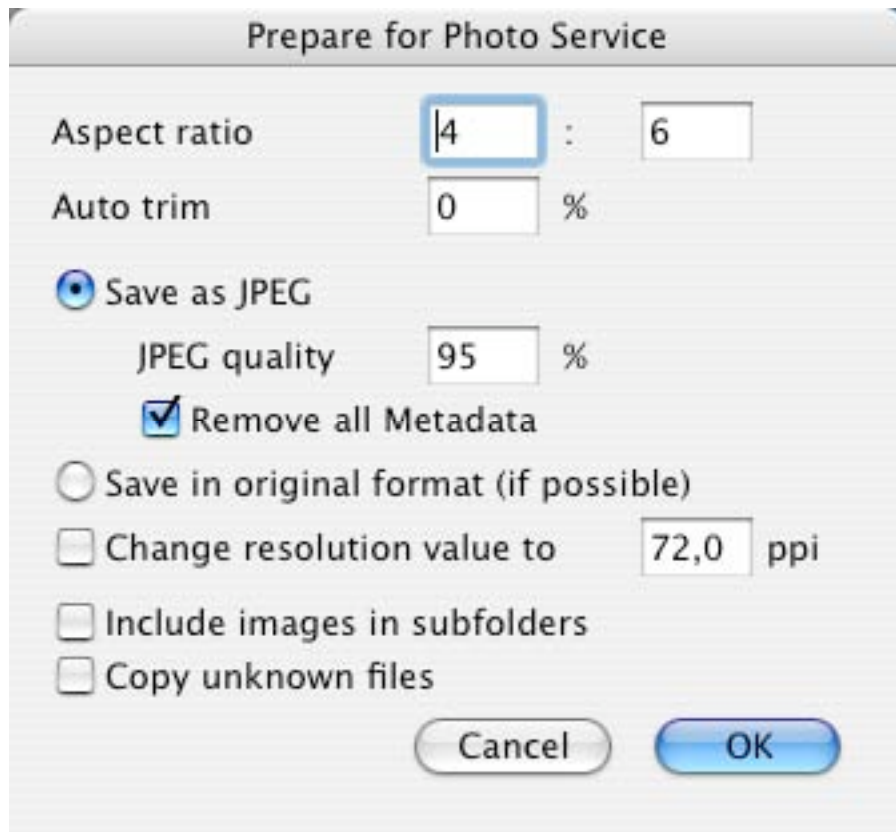 Prepare for Photo Service
Aspect ratio 4 : 6
Auto trim 0 %
Save as JPEG
JPEG quality 95 %
Remove all Metadata
Save in original format (if possible)
Change resolution value to 72,0 ppi
Include images in subfolders
Copy unknown files
Cancel OK